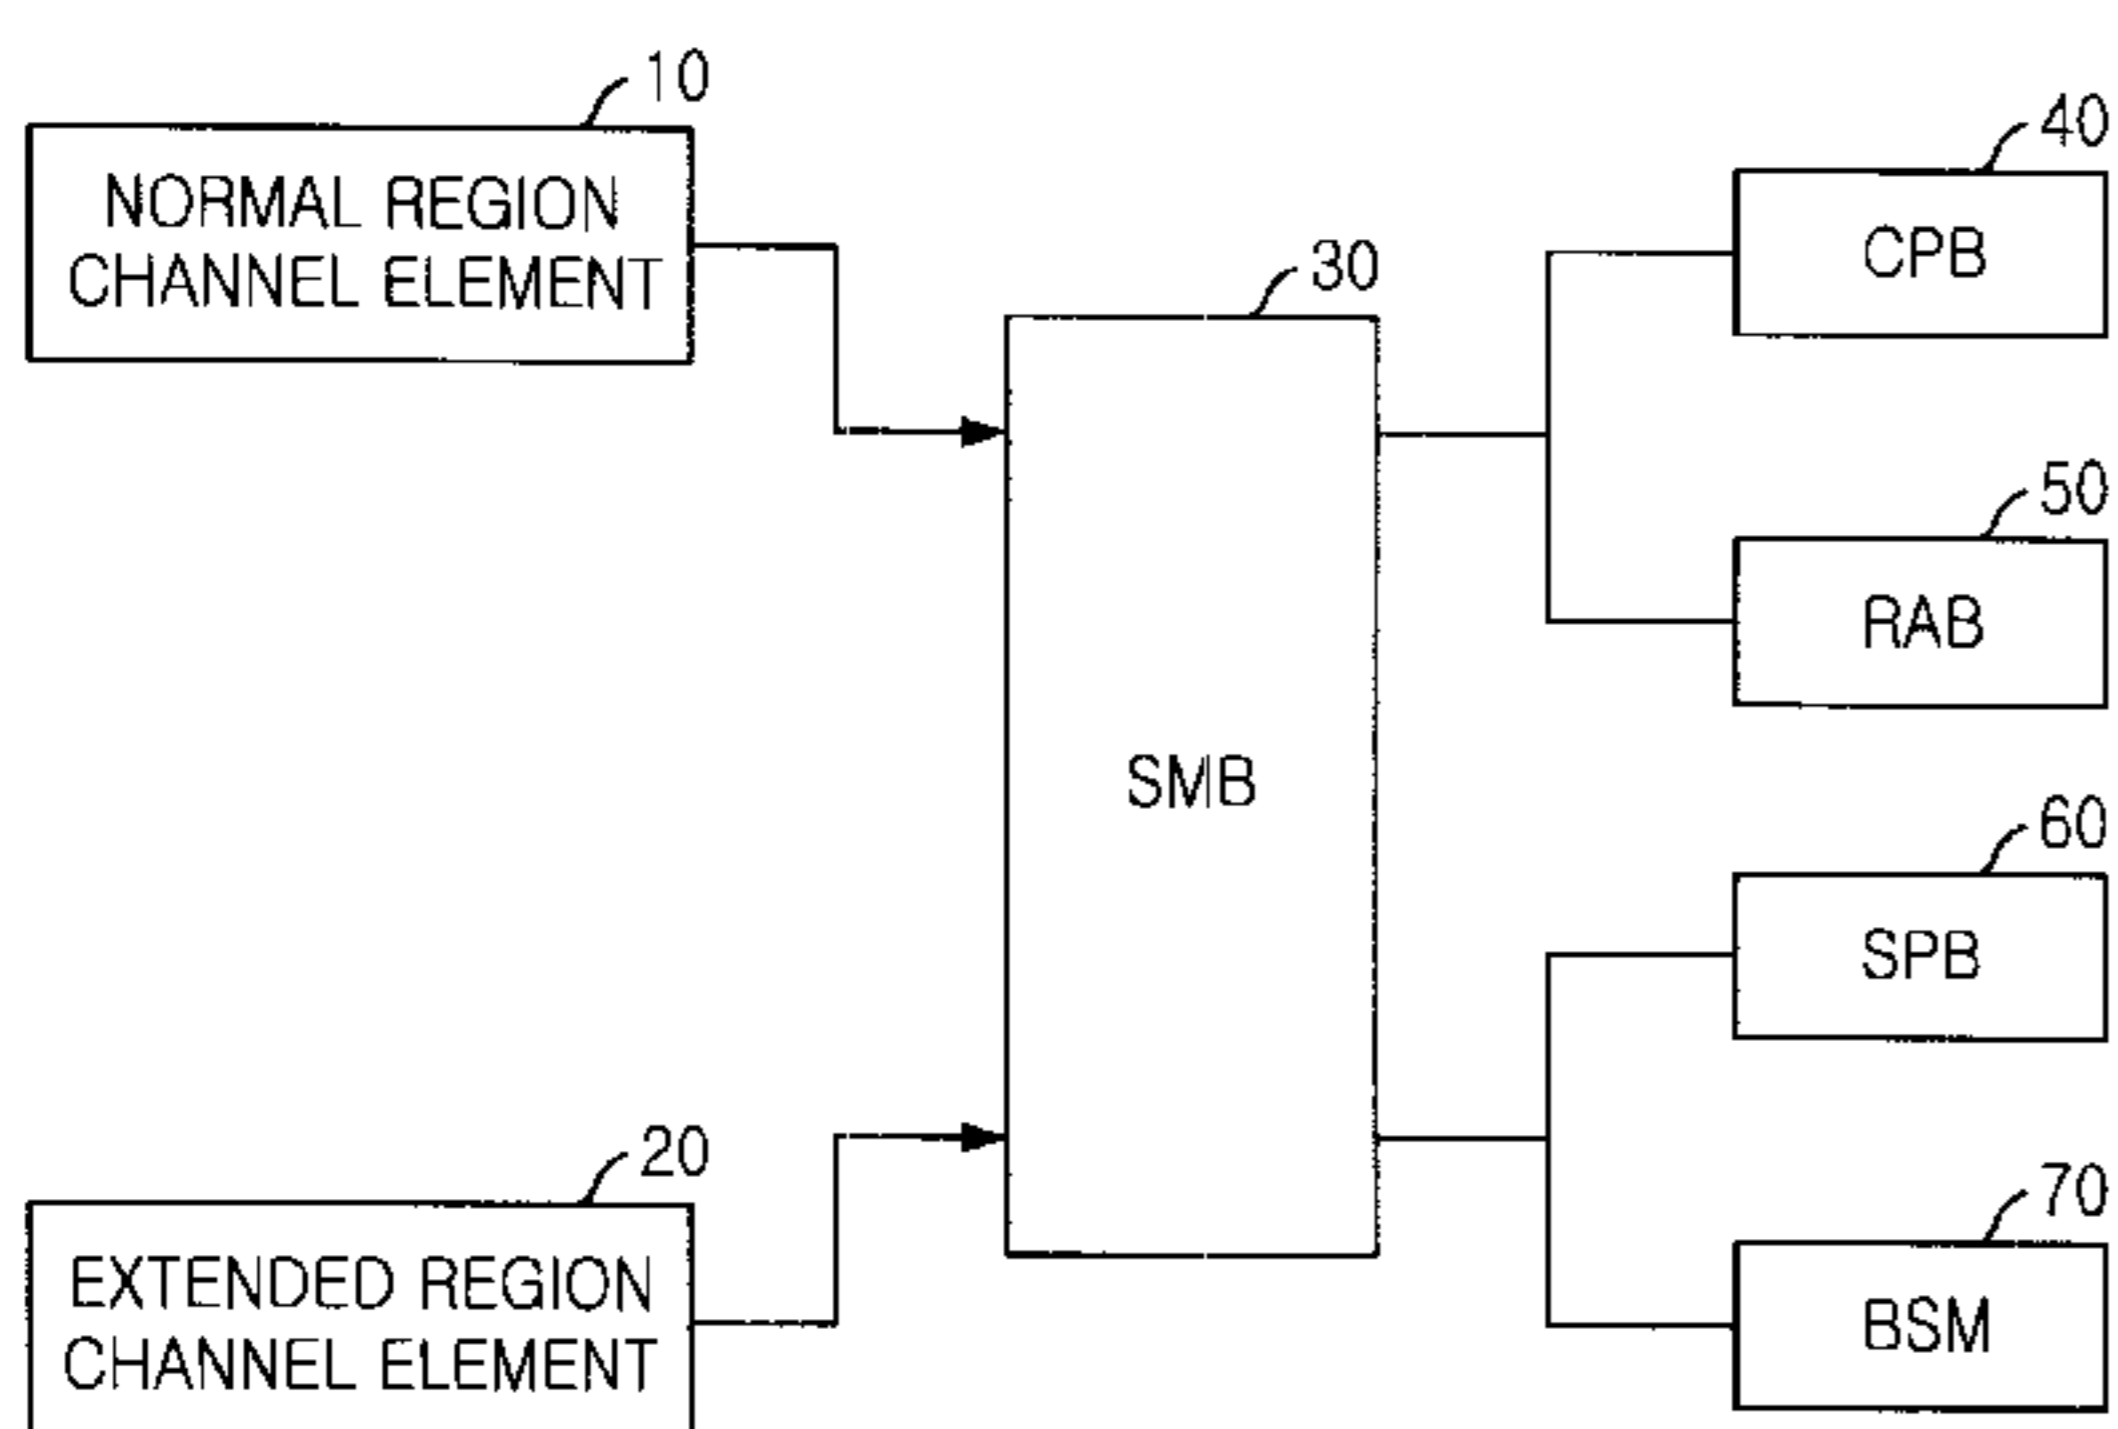 10
NORMAL REGION
CHANNEL ELEMENT
40
CPB
30
SMB
50
RAB
60
SPB
20
EXTENDED REGION
CHANNEL ELEMENT
70
BSM